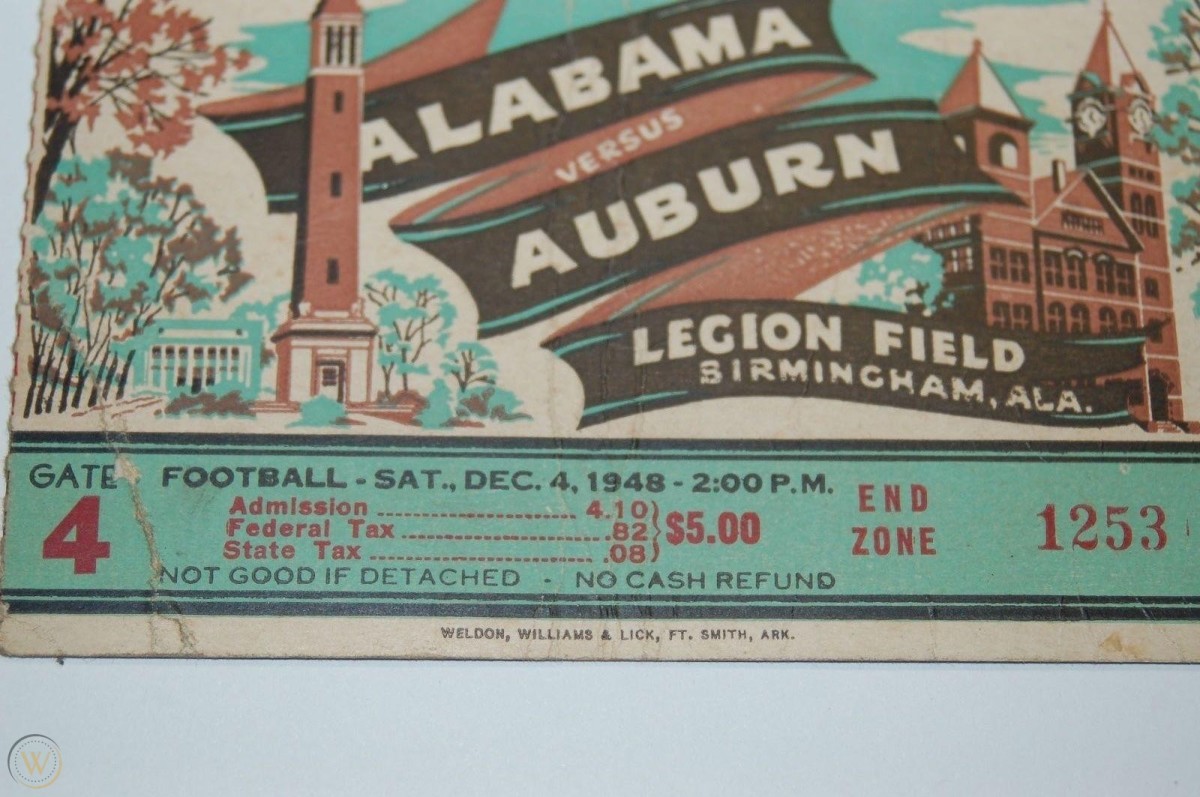 ALABAMA
VERSUS
AUBURN
LEGION FIELD
BIRMINGHAM, ALA.
GATE
4
FOOTBALL - SAT., DEC. 4, 1948 - 2:00 P.M.
Admission .................... 4.10
Federal Tax .................... .82
State Tax .................... .08
$5.00
NOT GOOD IF DETACHED - NO CASH REFUND
END
ZONE
1253
WELDON, WILLIAMS & LICK, FT. SMITH, ARK.
W